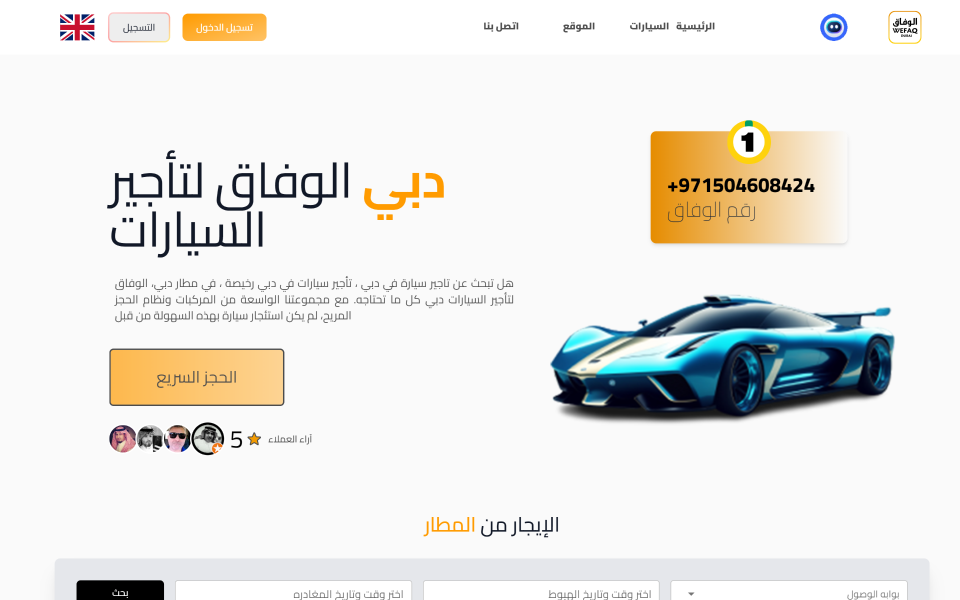 الوفاق
WEFAQ
DUBAI
الرئيسية
السيارات
الموقع
اتصل بنا
تسجيل الدخول
التسجيل
1
+971504608424
رقم الوفاق
دبي الوفاق لتأجير
السيارات
هل تبحث عن تاجير سيارة في دبي ، تأجير سيارات في دبي رخيصة ، في مطار دبي، الوفاق
لتأجير السيارات دبي كل ما تحتاجه. مع مجموعتنا الواسعة من المركبات ونظام الحجز
المريح، لم يكن استئجار سيارة بهذه السهولة من قبل
الحجز السريع
5
آراء العملاء
الإيجار من المطار
بوابه الوصول
اختر وقت وتاريخ الهبوط
اختر وقت وتاريخ المغادره
بحث